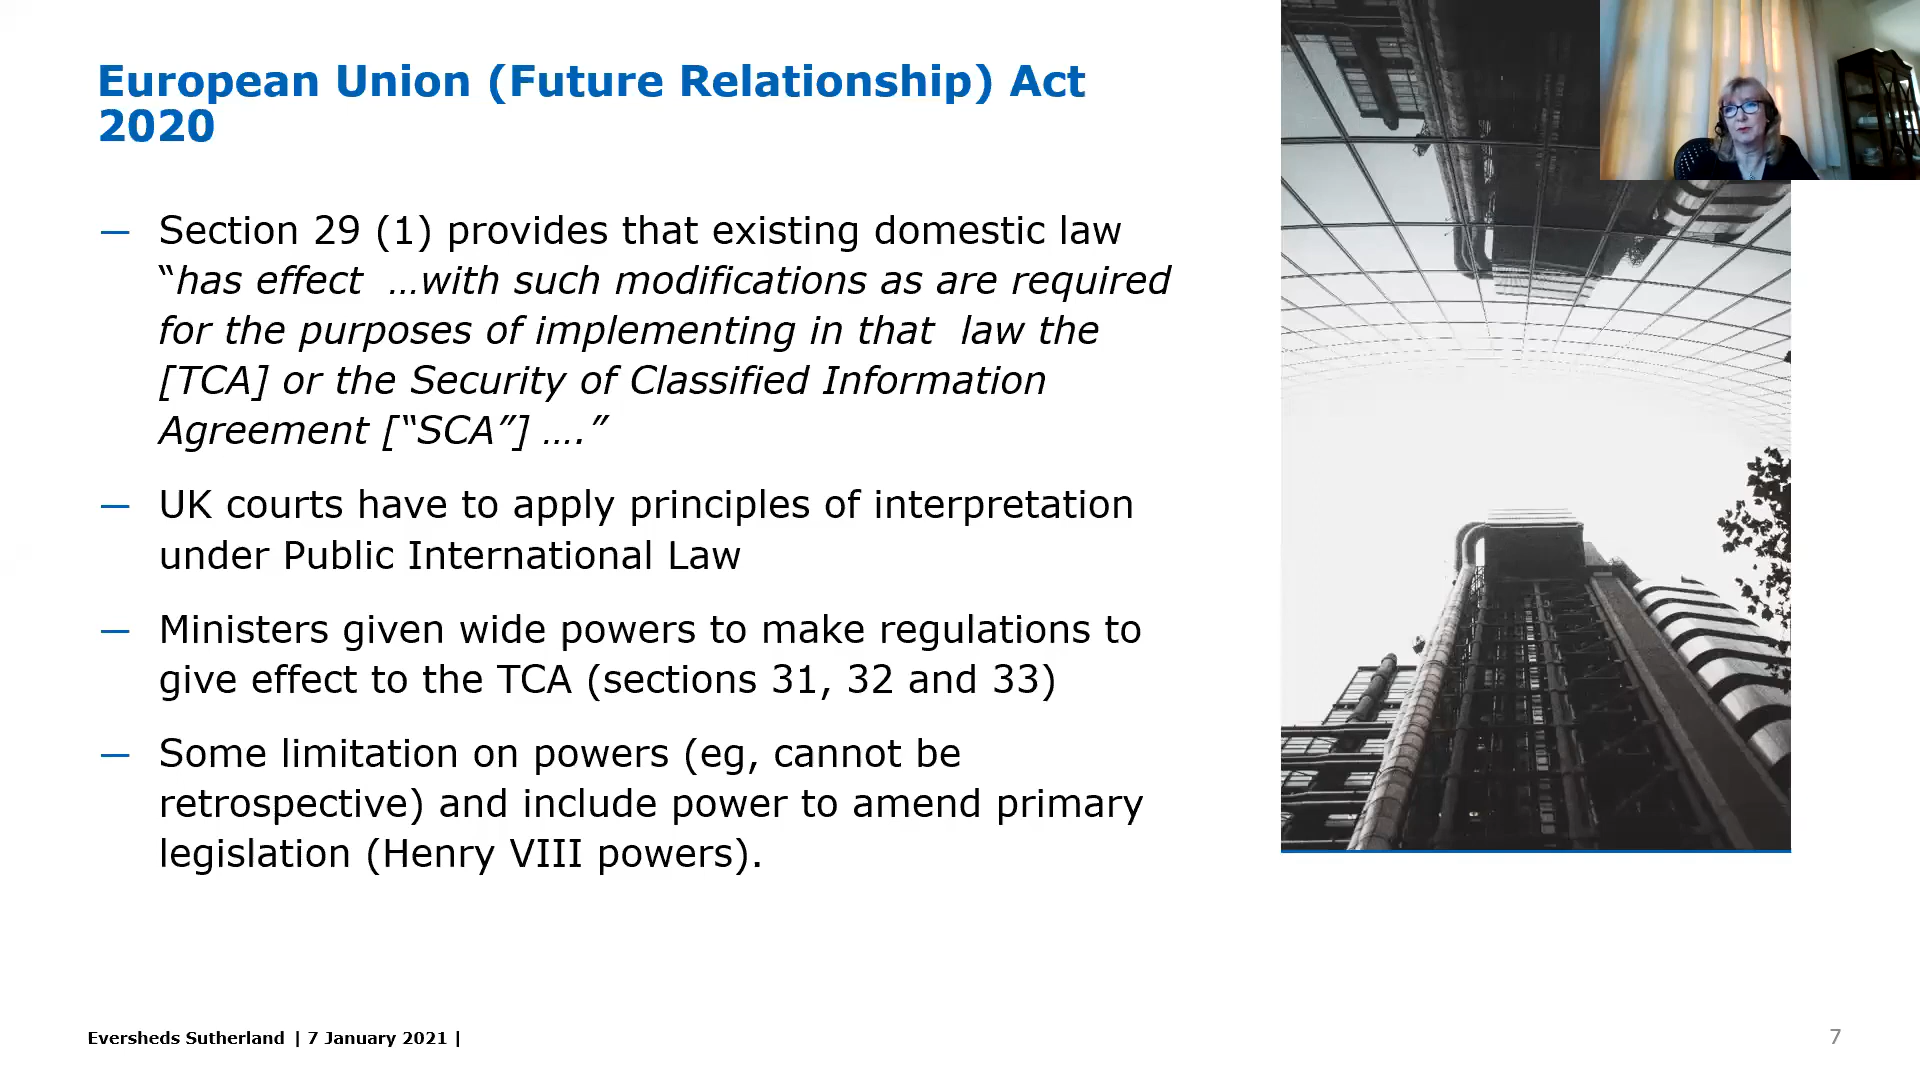 European Union (Future Relationship) Act
2020
— Section 29 (1) provides that existing domestic law
“has effect …with such modifications as are required
for the purposes of implementing in that law the
[TCA] or the Security of Classified Information
Agreement [“SCA”] ….”
— UK courts have to apply principles of interpretation
under Public International Law
— Ministers given wide powers to make regulations to
give effect to the TCA (sections 31, 32 and 33)
— Some limitation on powers (eg, cannot be
retrospective) and include power to amend primary
legislation (Henry VIII powers).
Eversheds Sutherland | 7 January 2021 |
7